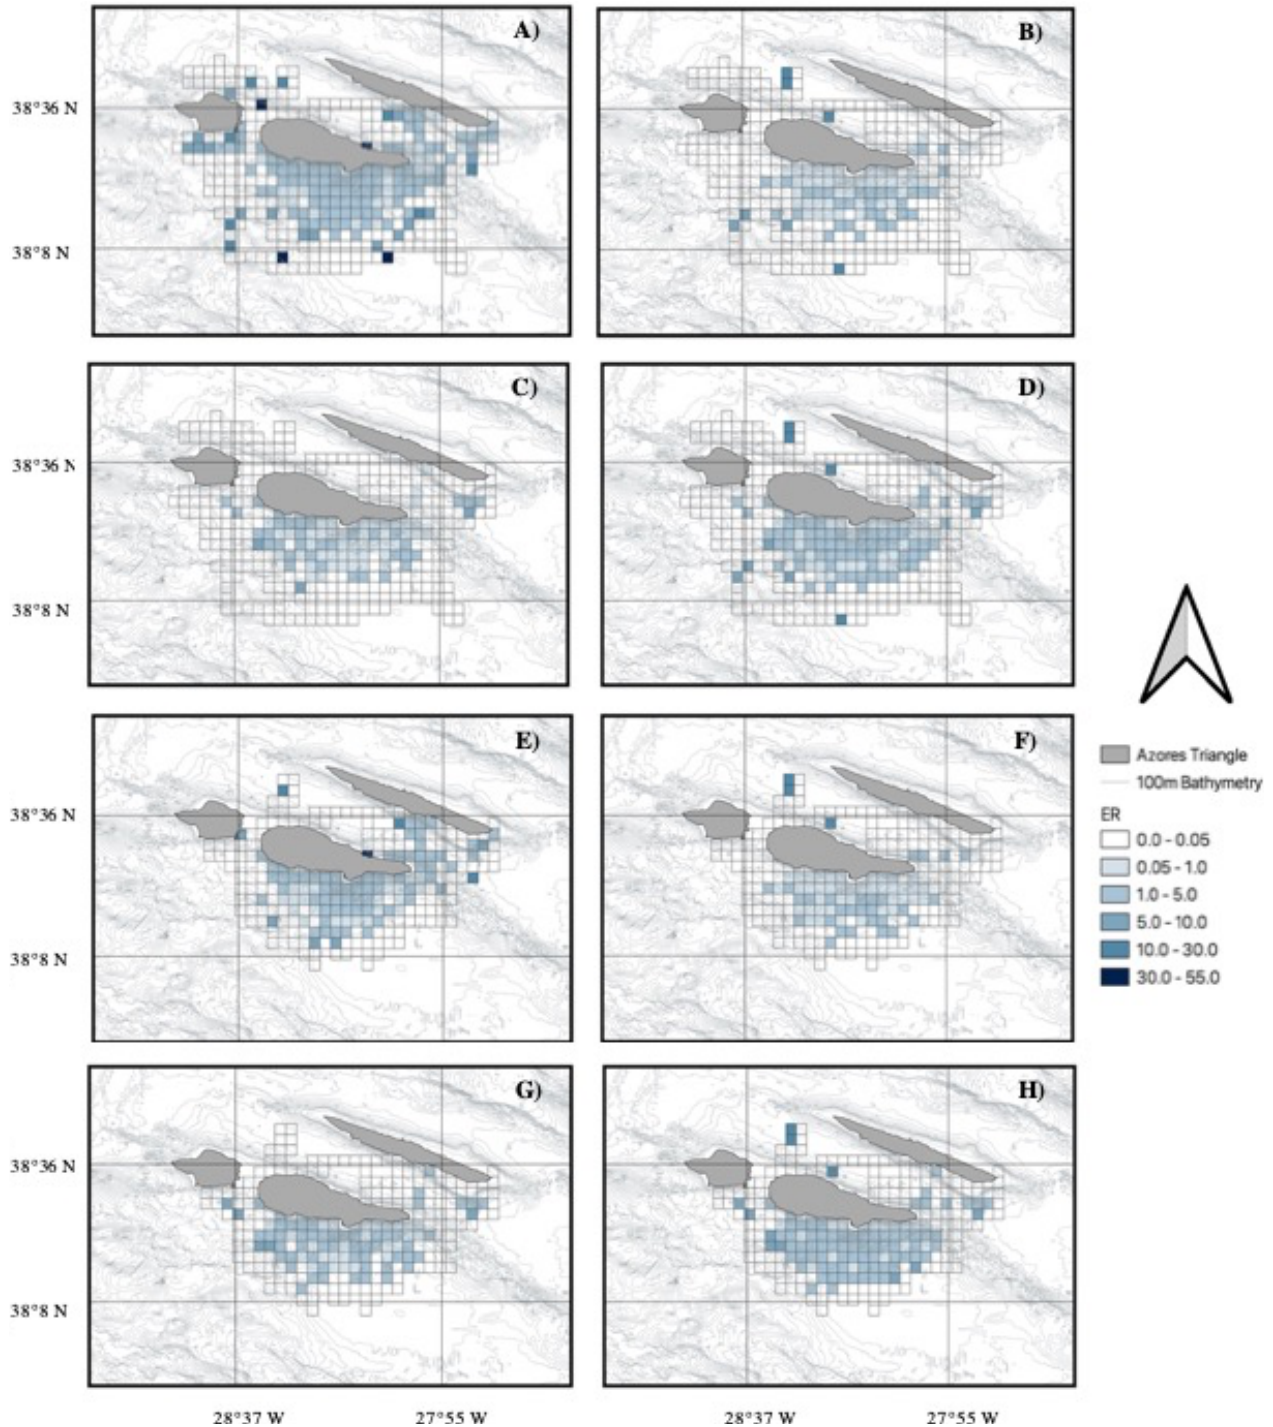 A)
B)
38°36 N
38°8 N
C)
D)
38°36 N
38°8 N
E)
F)
38°36 N
38°8 N
Azores Triangle
100m Bathymetry
ER
0.0 - 0.05
0.05 - 1.0
1.0 - 5.0
5.0 - 10.0
10.0 - 30.0
30.0 - 55.0
G)
H)
38°36 N
38°8 N
28°37 W
27°55 W
28°37 W
27°55 W